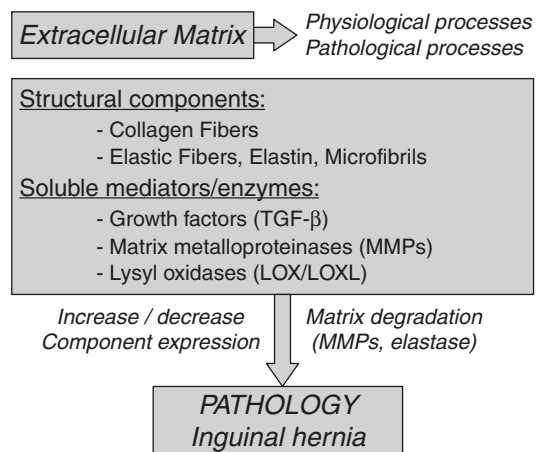 Extracellular Matrix
Physiological processes
Pathological processes
Structural components:
- Collagen Fibers
- Elastic Fibers, Elastin, Microfibrils
Soluble mediators/enzymes:
- Growth factors (TGF-β)
- Matrix metalloproteinases (MMPs)
- Lysyl oxidases (LOX/LOXL)
Increase / decrease
Component expression
Matrix degradation
(MMPs, elastase)
PATHOLOGY
Inguinal hernia